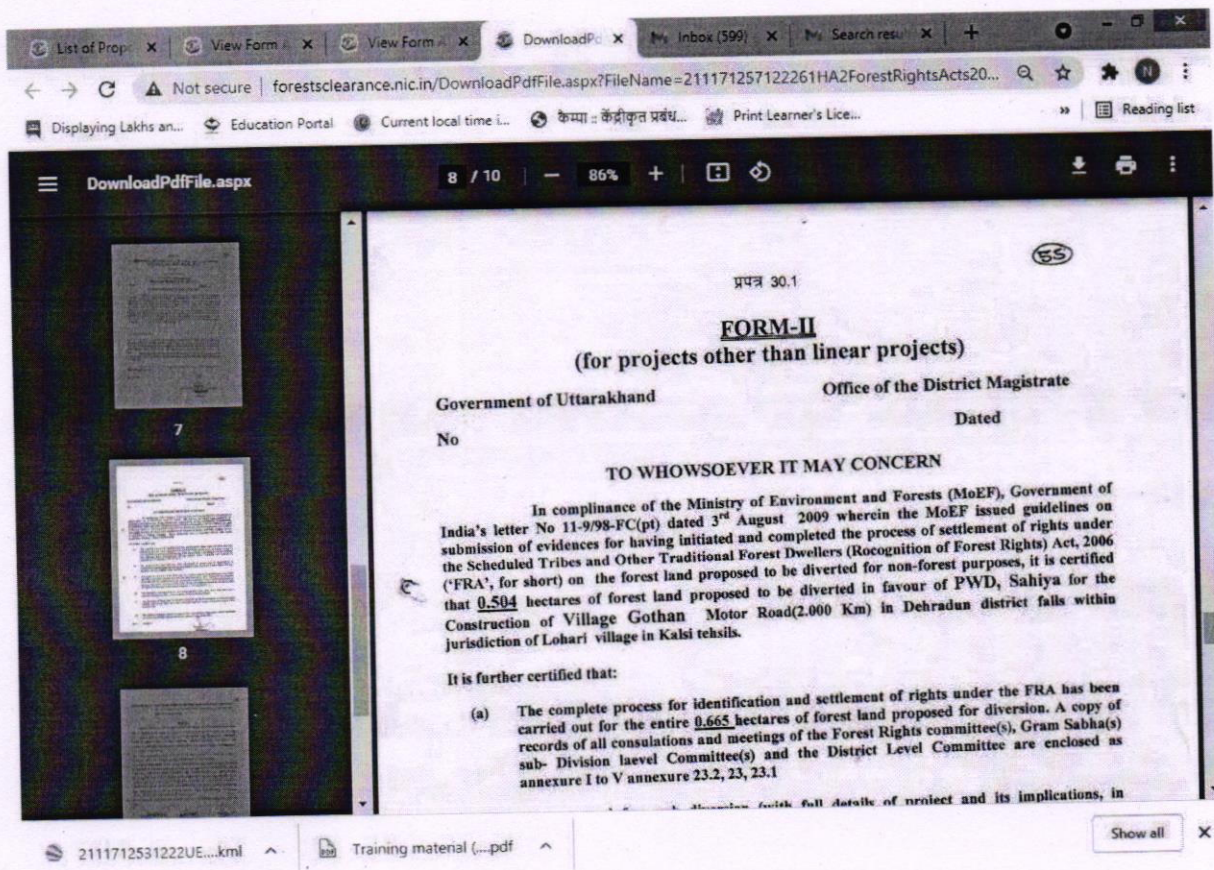 List of Propo
View Form A
View Form A
DownloadPd
Inbox (599)
Search resu
Not secure | forestsclearance.nic.in/DownloadPdfFile.aspx?FileName=211171257122261HA2ForestRightsActs20...
N
Displaying Lakhs an...
Education Portal
Current local time i...
कैम्पा :: केंद्रीकृत प्रबंध...
Print Learner's Lice...
»
Reading list
DownloadPdfFile.aspx
8 / 10
86%
7
8
प्रपत्र 30.1
FORM-II
(for projects other than linear projects)
Government of Uttarakhand
Office of the District Magistrate
Dated
No
TO WHOWSOEVER IT MAY CONCERN
In complinance of the Ministry of Environment and Forests (MoEF), Government of
India's letter No 11-9/98-FC(pt) dated 3rd August 2009 wherein the MoEF issued guidelines on
submission of evidences for having initiated and completed the process of settlement of rights under
the Scheduled Tribes and Other Traditional Forest Dwellers (Rocognition of Forest Rights) Act, 2006
('FRA', for short) on the forest land proposed to be diverted for non-forest purposes, it is certified
that 0.504 hectares of forest land proposed to be diverted in favour of PWD, Sahiya for the
Construction of Village Gothan Motor Road(2.000 Km) in Dehradun district falls within
jurisdiction of Lohari village in Kalsi tehsils.
It is further certified that:
(a) The complete process for identification and settlement of rights under the FRA has been
carried out for the entire 0.665 hectares of forest land proposed for diversion. A copy of
records of all consulations and meetings of the Forest Rights committee(s), Gram Sabha(s)
sub- Division laevel Committee(s) and the District Level Committee are enclosed as
annexure I to V annexure 23.2, 23, 23.1
diversion (with full details of project and its implications, in
2111712531222UE....kml
Training material (....pdf
Show all